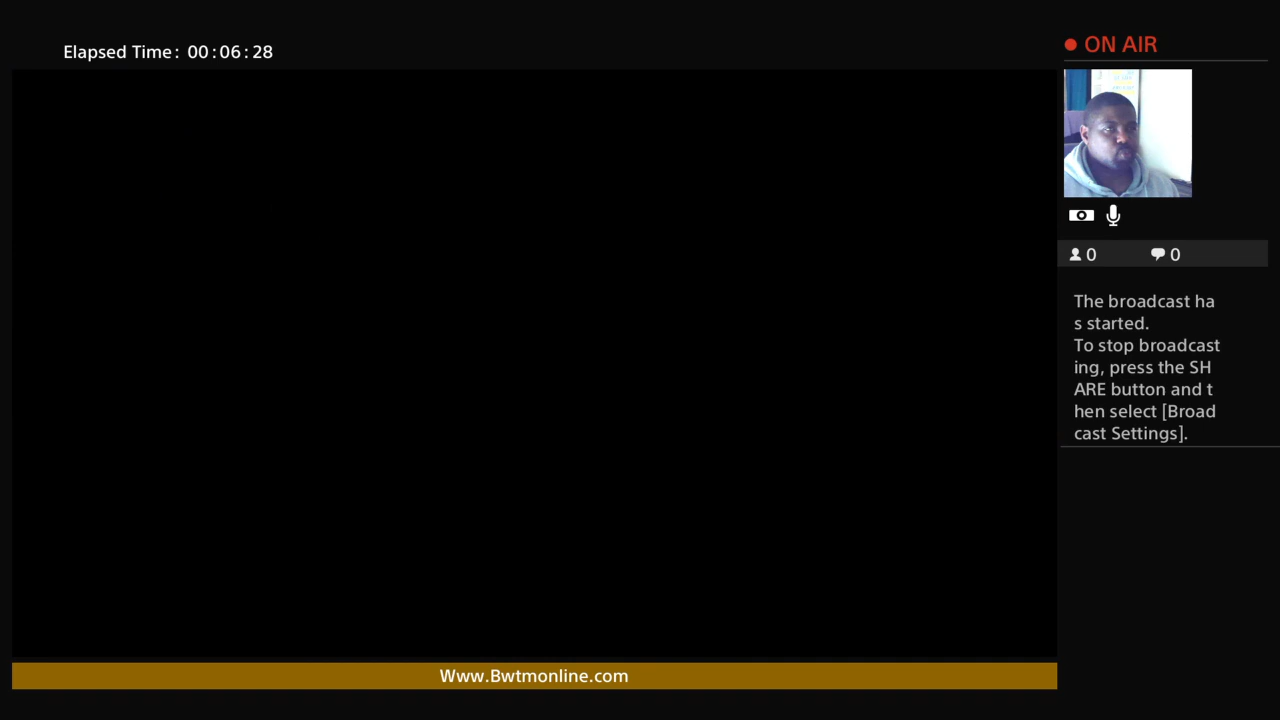 Elapsed Time: 00:06:28
ON AIR
0 0
The broadcast ha
s started.
To stop broadcast
ing, press the SH
ARE button and t
hen select [Broad
cast Settings].
Www.Bwtmonline.com